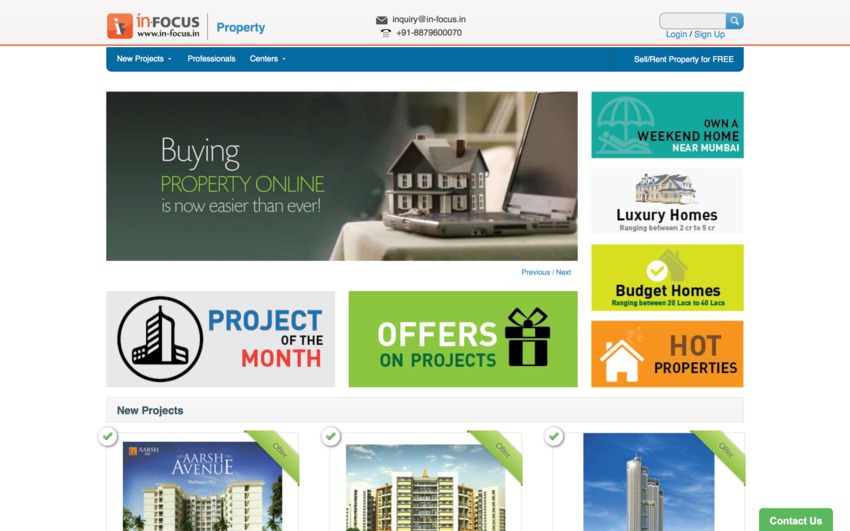 in-FOCUS
www.in-focus.in
Property
inquiry@in-focus.in
+91-8879600070
Login / Sign Up
New Projects
Professionals
Centers
Sell/Rent Property for FREE
Buying
PROPERTY ONLINE
is now easier than ever!
Previous / Next
OWN A
WEEKEND HOME
NEAR MUMBAI
Luxury Homes
Ranging between 2 cr to 5 cr
Budget Homes
Ranging between 20 Lacs to 40 Lacs
HOT
PROPERTIES
PROJECT
OF THE
MONTH
OFFERS
ON PROJECTS
New Projects
Offer
Offer
Offer
AARSH
AARSH
AVENUE
Contact Us